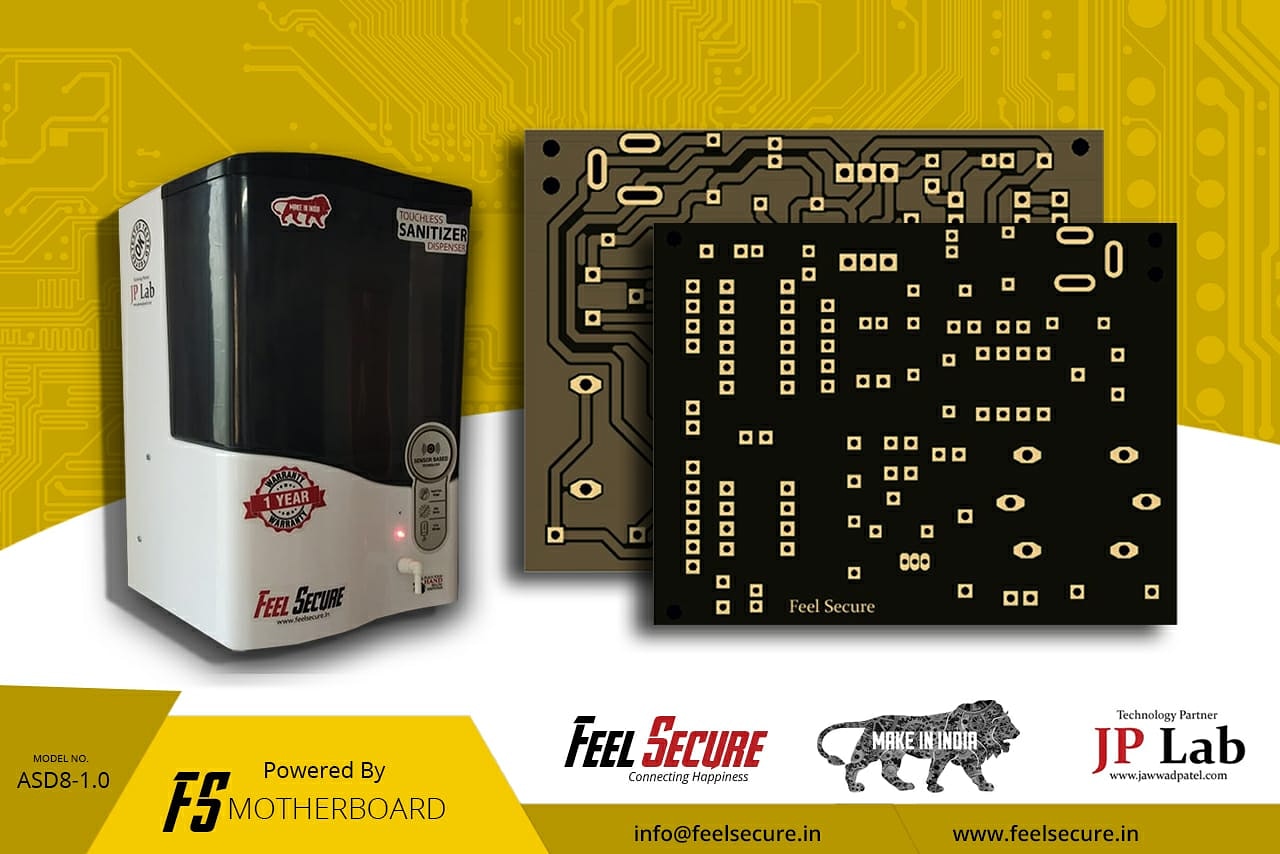 MAKE IN INDIA
TOUCHLESS
SANITIZER
DISPENSER
JP Lab
SENSOR BASED
WARRANTY
1 YEAR
WARRANTY
FEEL SECURE
www.feelsecure.in
HAND
Feel Secure
MODEL NO.
ASD8-1.0
FS
Powered By
MOTHERBOARD
FEEL SECURE
Connecting Happiness
MAKE IN INDIA
Technology Partner
JP Lab
www.jawwadpatel.com
info@feelsecure.in
www.feelsecure.in